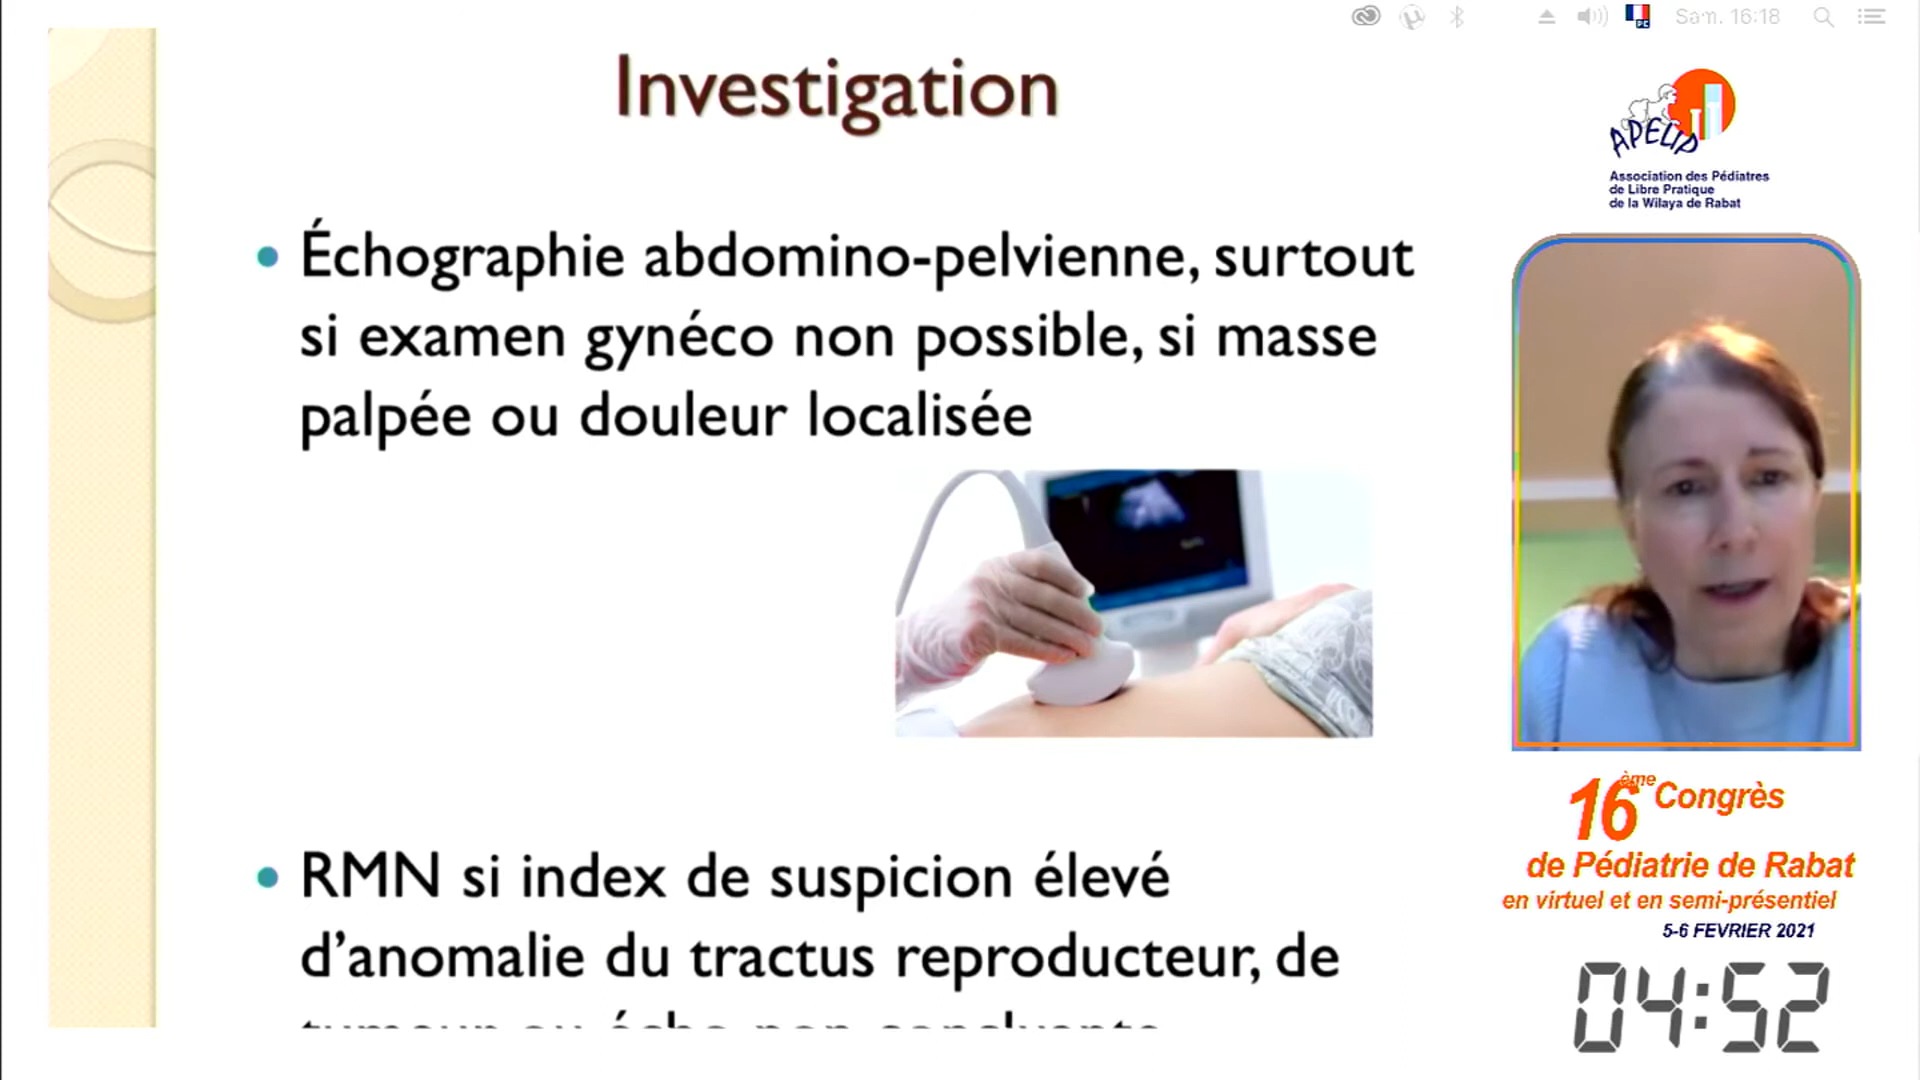 Sam. 16:18
Investigation
APELIP
Association des Pédiatres
de Libre Pratique
de la Wilaya de Rabat
• Échographie abdomino-pelvienne, surtout
si examen gynéco non possible, si masse
palpée ou douleur localisée
• RMN si index de suspicion élevé
d’anomalie du tractus reproducteur, de
16ème Congrès
de Pédiatrie de Rabat
en virtuel et en semi-présentiel
5-6 FEVRIER 2021
04:52